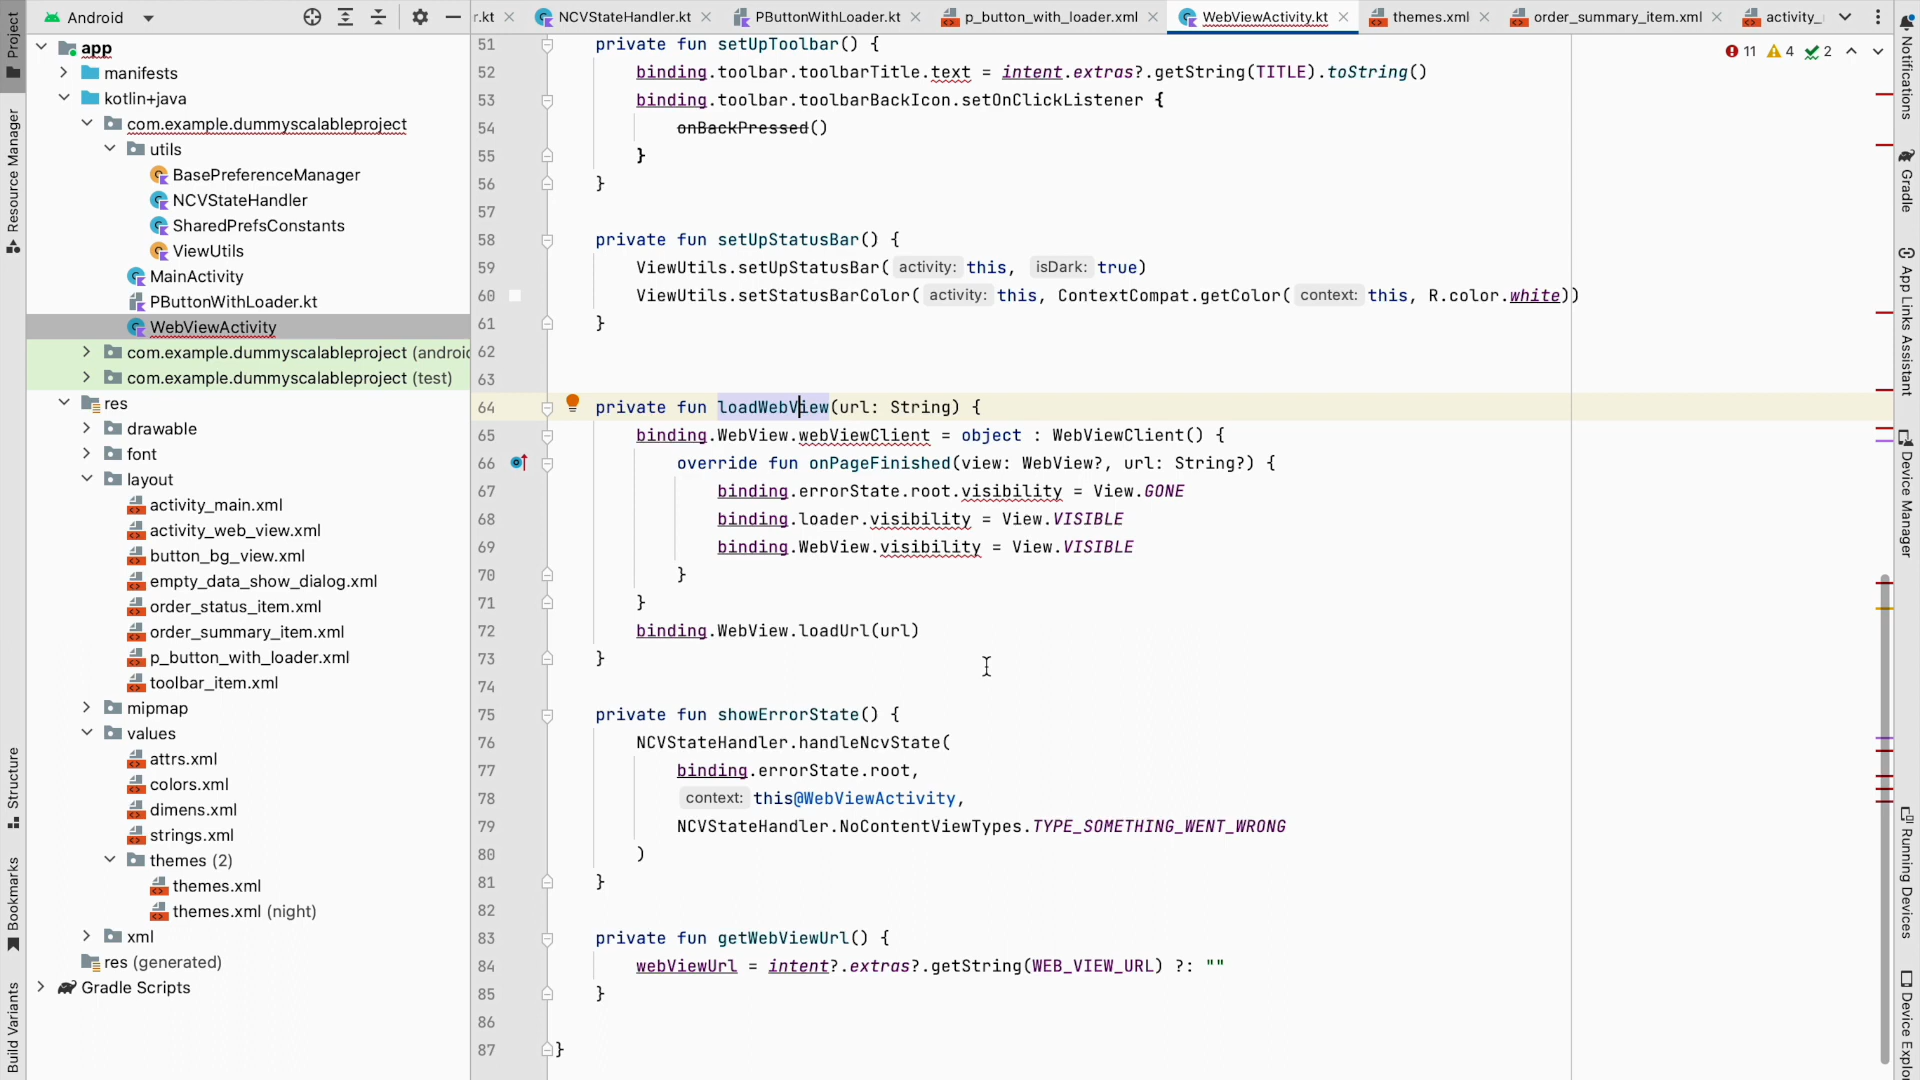 Android
r.kt
NCVStateHandler.kt
PButtonWithLoader.kt
p_button_with_loader.xml
WebViewActivity.kt
themes.xml
order_summary_item.xml
activity_
Project
Resource Manager
Structure
Bookmarks
Build Variants
app
manifests
kotlin+java
com.example.dummyscalableproject
utils
BasePreferenceManager
NCVStateHandler
SharedPrefsConstants
ViewUtils
MainActivity
PButtonWithLoader.kt
WebViewActivity
com.example.dummyscalableproject (androic
com.example.dummyscalableproject (test)
res
drawable
font
layout
activity_main.xml
activity_web_view.xml
button_bg_view.xml
empty_data_show_dialog.xml
order_status_item.xml
order_summary_item.xml
p_button_with_loader.xml
toolbar_item.xml
mipmap
values
attrs.xml
colors.xml
dimens.xml
strings.xml
themes (2)
themes.xml
themes.xml (night)
xml
res (generated)
Gradle Scripts
11 4 2
51 private fun setUpToolbar() {
52 binding.toolbar.toolbarTitle.text = intent.extras?.getString(TITLE).toString()
53 binding.toolbar.toolbarBackIcon.setOnClickListener {
54 onBackPressed()
55 }
56 }
57
58 private fun setUpStatusBar() {
59 ViewUtils.setUpStatusBar( activity: this, isDark: true)
60 ViewUtils.setStatusBarColor( activity: this, ContextCompat.getColor( context: this, R.color.white))
61 }
62
63
64 private fun loadWebView(url: String) {
65 binding.WebView.webViewClient = object : WebViewClient() {
66 override fun onPageFinished(view: WebView?, url: String?) {
67 binding.errorState.root.visibility = View.GONE
68 binding.loader.visibility = View.VISIBLE
69 binding.WebView.visibility = View.VISIBLE
70 }
71 }
72 binding.WebView.loadUrl(url)
73 }
74
75 private fun showErrorState() {
76 NCVStateHandler.handleNcvState(
77 binding.errorState.root,
78 context: this@WebViewActivity,
79 NCVStateHandler.NoContentViewTypes.TYPE_SOMETHING_WENT_WRONG
80 )
81 }
82
83 private fun getWebViewUrl() {
84 webViewUrl = intent?.extras?.getString(WEB_VIEW_URL) ?: ""
85 }
86
87 }
Notifications
Gradle
App Links Assistant
Device Manager
Running Devices
Device Explo